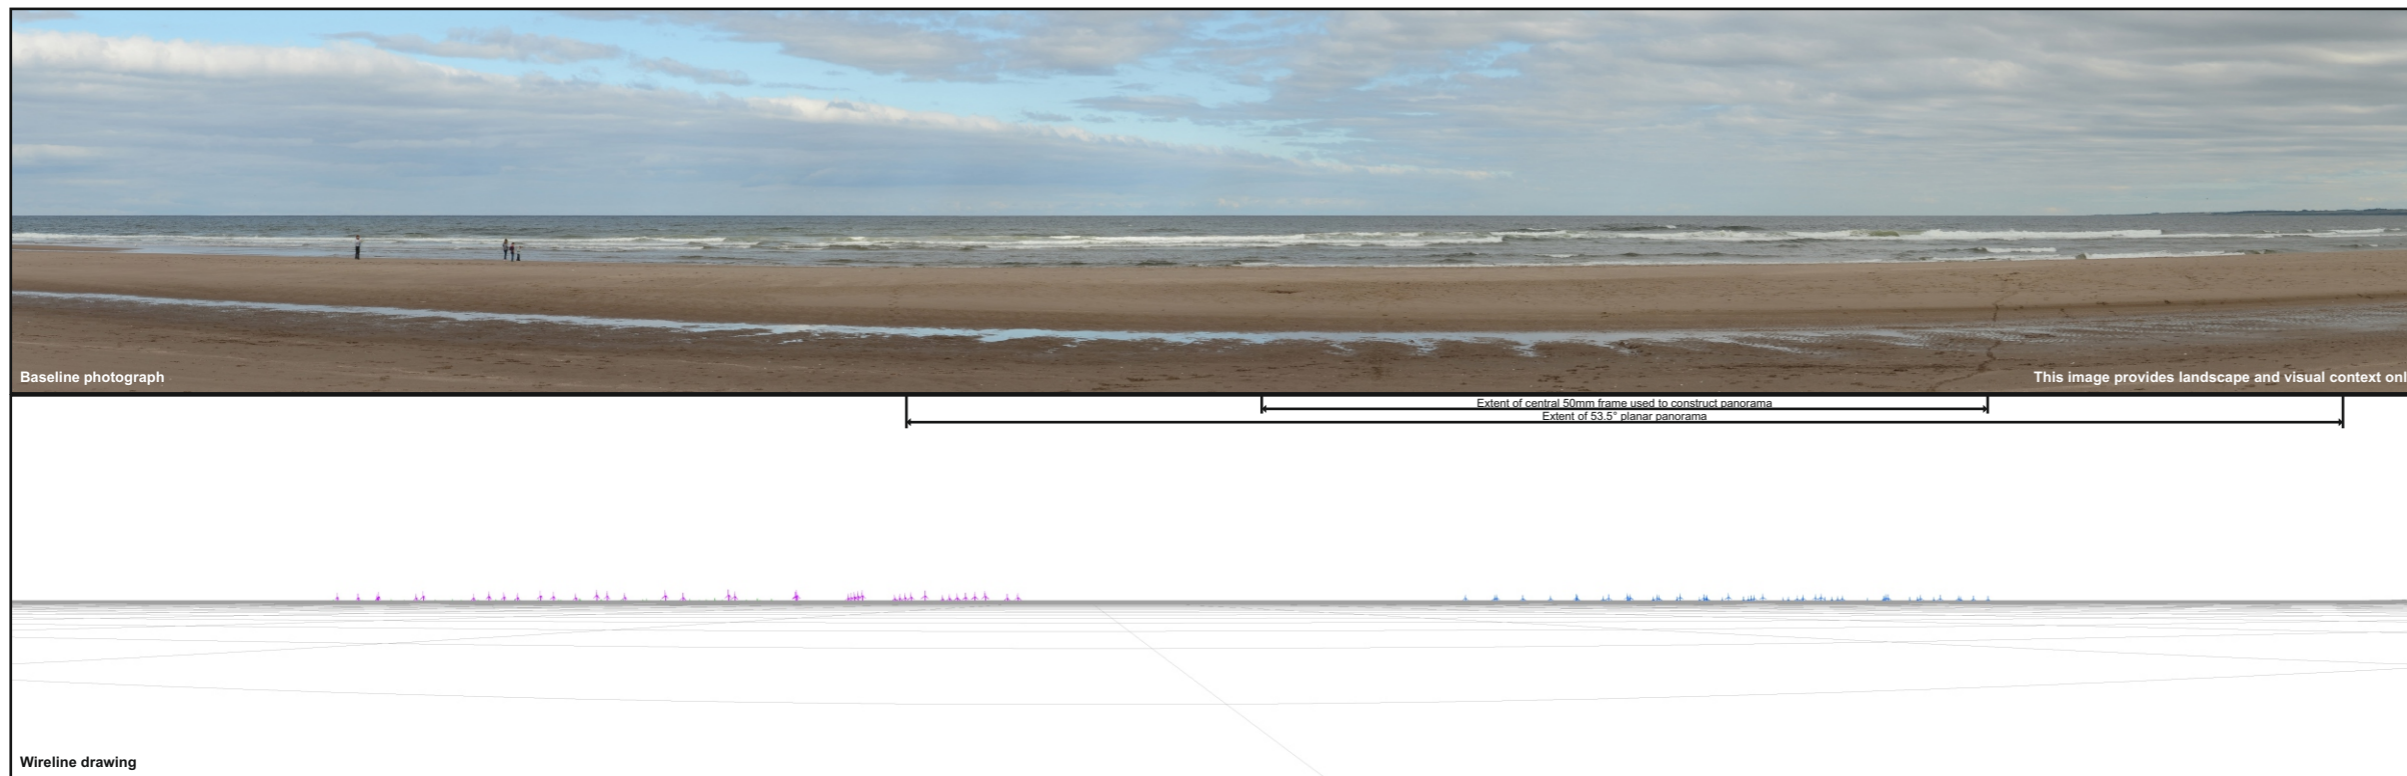 Baseline photograph
This image provides landscape and visual context onl
Extent of central 50mm frame used to construct panorama
Extent of 53.5° planar panorama
Wireline drawing